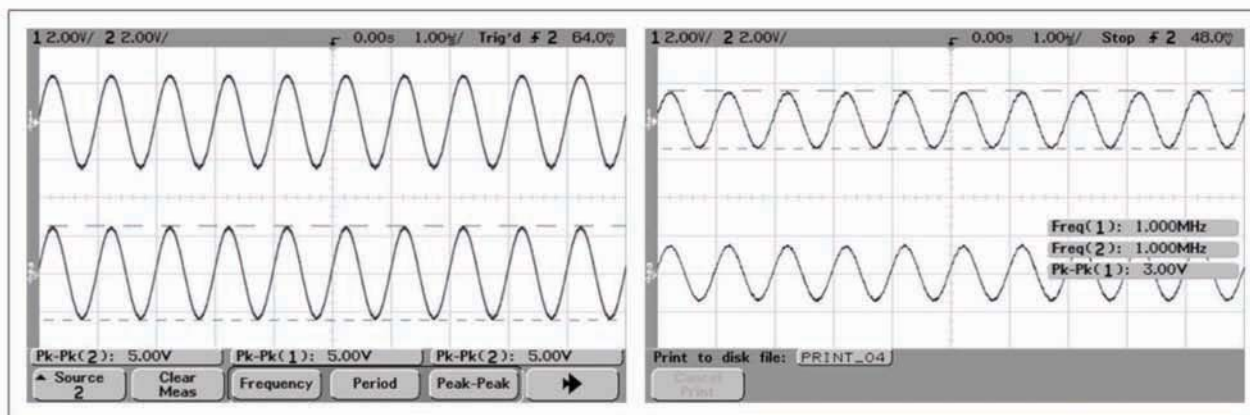 1 2.00V/ 2 2.00V/ 0.00s 1.00㎲/ Trig'd 2 64.0
Pk-Pk(2): 5.00V Pk-Pk(1): 5.00V Pk-Pk(2): 5.00V
Source 2
Clear Meas
Frequency
Period
Peak-Peak
1 2.00V/ 2 2.00V/ 0.00s 1.00㎲/ Stop 2 48.0
Freq(1): 1.000MHz
Freq(2): 1.000MHz
Pk-Pk(1): 3.00V
Print to disk file: PRINT_04
Cancel
Print